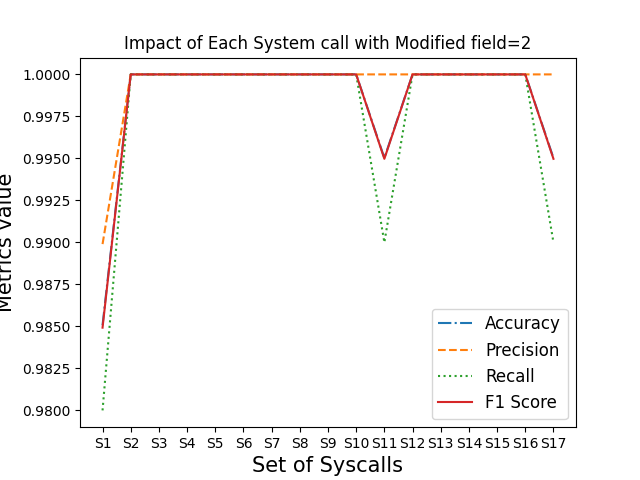 Impact of Each System call with Modified field=2
1.0000
0.9975
0.9950
0.9925
0.9900
0.9875
0.9850
0.9825
0.9800
Metrics Value
S1 S2 S3 S4 S5 S6 S7 S8 S9 S10 S11 S12 S13 S14 S15 S16 S17
Set of Syscalls
Accuracy
Precision
Recall
F1 Score